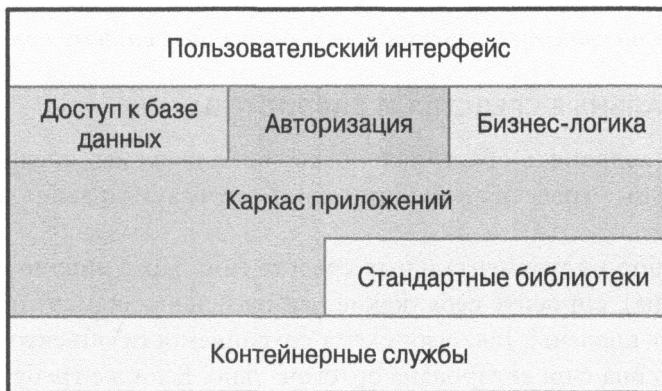 Пользовательский интерфейс
Доступ к базе
данных
Авторизация
Бизнес-логика
Каркас приложений
Стандартные библиотеки
Контейнерные службы